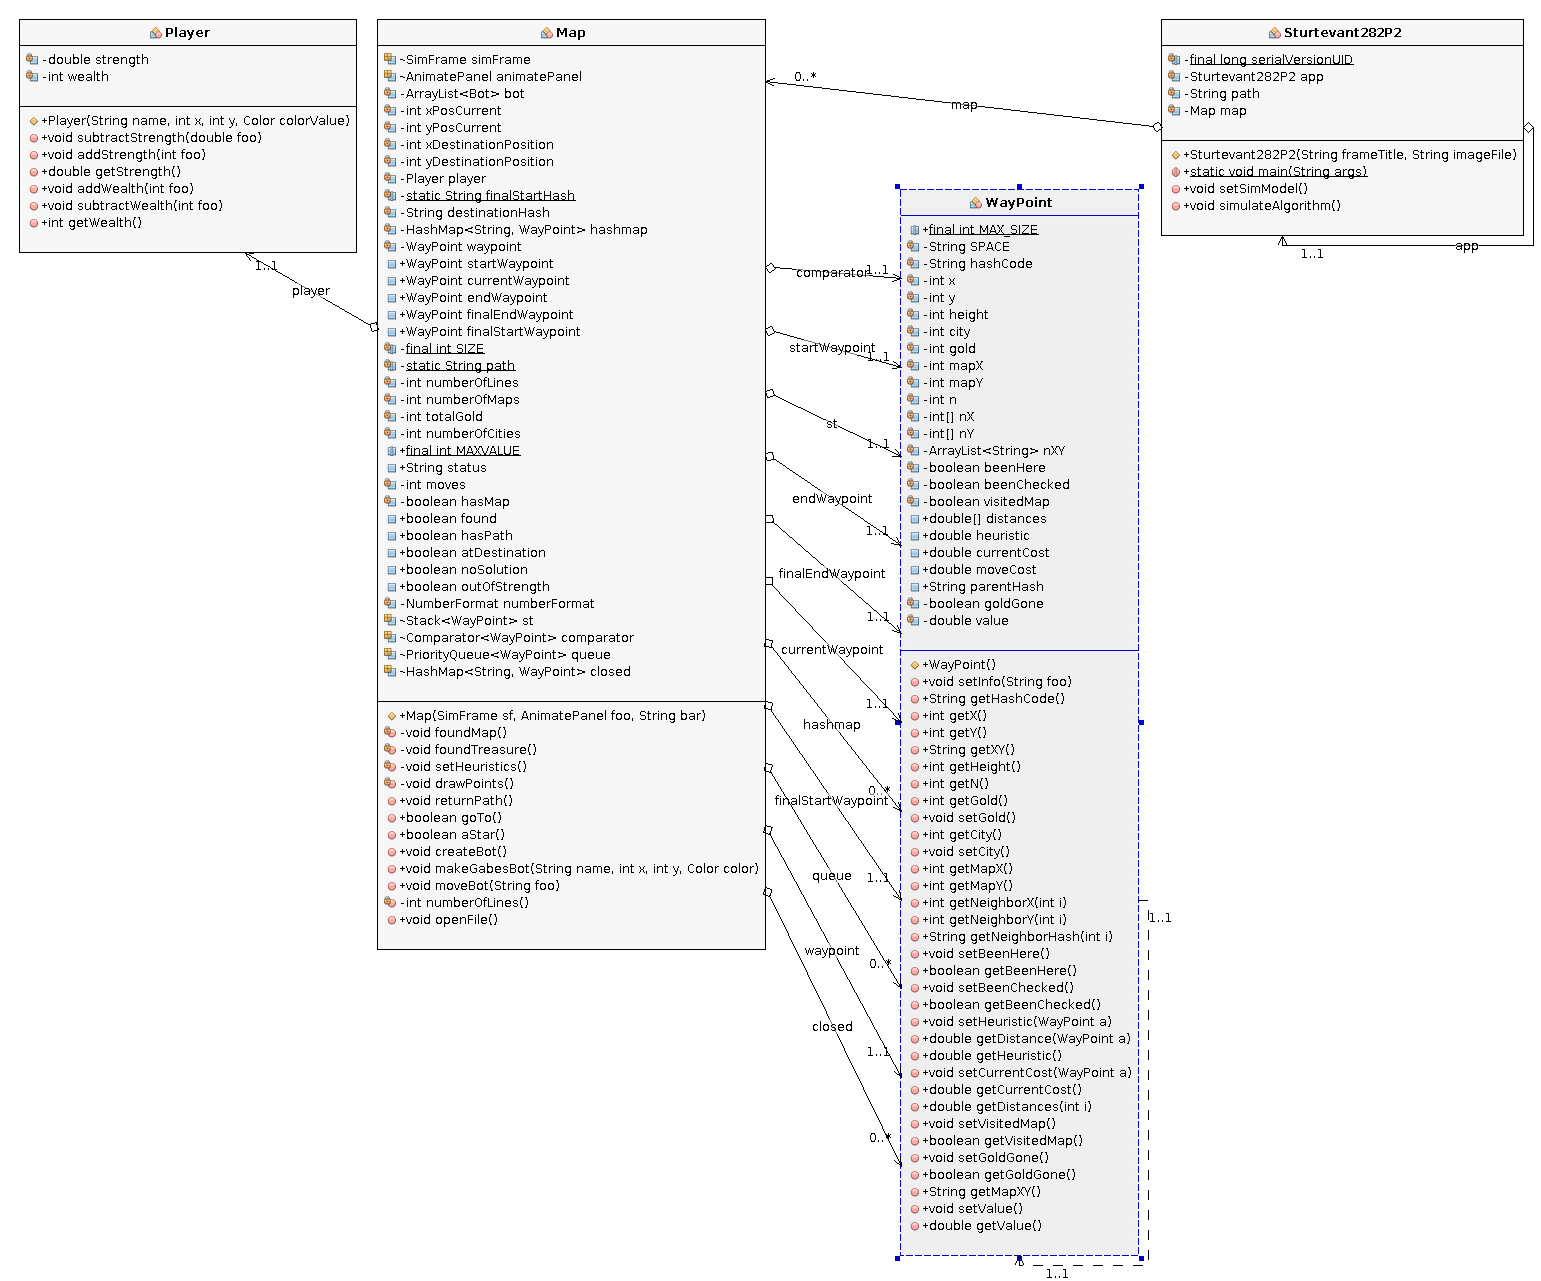 Player
-double strength
-int wealth
+Player(String name, int x, int y, Color colorValue)
+void subtractStrength(double foo)
+void addStrength(int foo)
+double getStrength()
+void addWealth(int foo)
+void subtractWealth(int foo)
+int getWealth()
1..1
player
Map
~SimFrame simFrame
~AnimatePanel animatePanel
-ArrayList<Bot> bot
-int xPosCurrent
-int yPosCurrent
-int xDestinationPosition
-int yDestinationPosition
-Player player
-static String finalStartHash
-String destinationHash
-HashMap<String, WayPoint> hashmap
-WayPoint waypoint
+WayPoint startWaypoint
+WayPoint currentWaypoint
+WayPoint endWaypoint
+WayPoint finalEndWaypoint
+WayPoint finalStartWaypoint
-final int SIZE
-static String path
-int numberOfLines
-int numberOfMaps
-int totalGold
-int numberOfCities
+final int MAXVALUE
+String status
-int moves
-boolean hasMap
+boolean found
+boolean hasPath
+boolean atDestination
+boolean noSolution
+boolean outOfStrength
-NumberFormat numberFormat
~Stack<WayPoint> st
~Comparator<WayPoint> comparator
~PriorityQueue<WayPoint> queue
~HashMap<String, WayPoint> closed
+Map(SimFrame sf, AnimatePanel foo, String bar)
-void foundMap()
-void foundTreasure()
-void setHeuristics()
-void drawPoints()
+void returnPath()
+boolean goTo()
+boolean aStar()
+void createBot()
+void makeGabesBot(String name, int x, int y, Color color)
+void moveBot(String foo)
-int numberOfLines()
+void openFile()
0..*
map
comparator
1..1
startWaypoint
1..1
st
1..1
endWaypoint
1..1
finalEndWaypoint
1..1
currentWaypoint
1..1
hashmap
0..*
finalStartWaypoint
1..1
queue
0..*
waypoint
1..1
closed
0..*
WayPoint
+final int MAX_SIZE
-String SPACE
-String hashCode
-int x
-int y
-int height
-int city
-int gold
-int mapX
-int mapY
-int n
-int[] nX
-int[] nY
-ArrayList<String> nXY
-boolean beenHere
-boolean beenChecked
-boolean visitedMap
+double[] distances
+double heuristic
+double currentCost
+double moveCost
+String parentHash
-boolean goldGone
-double value
+WayPoint()
+void setInfo(String foo)
+String getHashCode()
+int getX()
+int getY()
+String getXY()
+int getHeight()
+int getN()
+int getGold()
+void setGold()
+int getCity()
+void setCity()
+int getMapX()
+int getMapY()
+int getNeighborX(int i)
+int getNeighborY(int i)
+String getNeighborHash(int i)
+void setBeenHere()
+boolean getBeenHere()
+void setBeenChecked()
+boolean getBeenChecked()
+void setHeuristic(WayPoint a)
+double getDistance(WayPoint a)
+double getHeuristic()
+void setCurrentCost(WayPoint a)
+double getCurrentCost()
+double getDistances(int i)
+void setVisitedMap()
+boolean getVisitedMap()
+void setGoldGone()
+boolean getGoldGone()
+String getMapXY()
+void setValue()
+double getValue()
1..1
1..1
Sturtevant282P2
-final long serialVersionUID
-Sturtevant282P2 app
-String path
-Map map
+Sturtevant282P2(String frameTitle, String imageFile)
+static void main(String args)
+void setSimModel()
+void simulateAlgorithm()
1..1
app